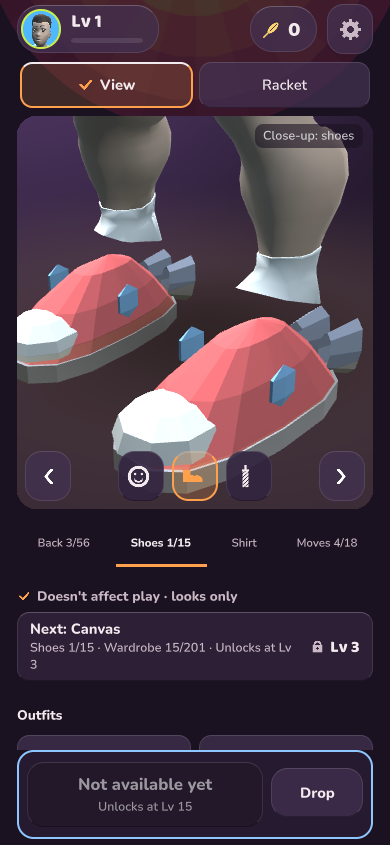 Lv 1
0
View
Racket
Close-up: shoes
Back 3/56
Shoes 1/15
Shirt
Moves 4/18
Doesn't affect play · looks only
Next: Canvas
Shoes 1/15 · Wardrobe 15/201 · Unlocks at Lv
3
Lv 3
Outfits
Not available yet
Unlocks at Lv 15
Drop